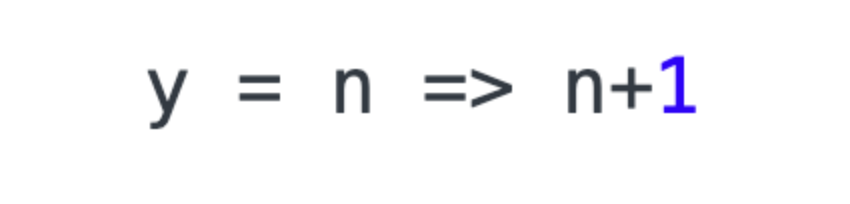 y = n => n+1